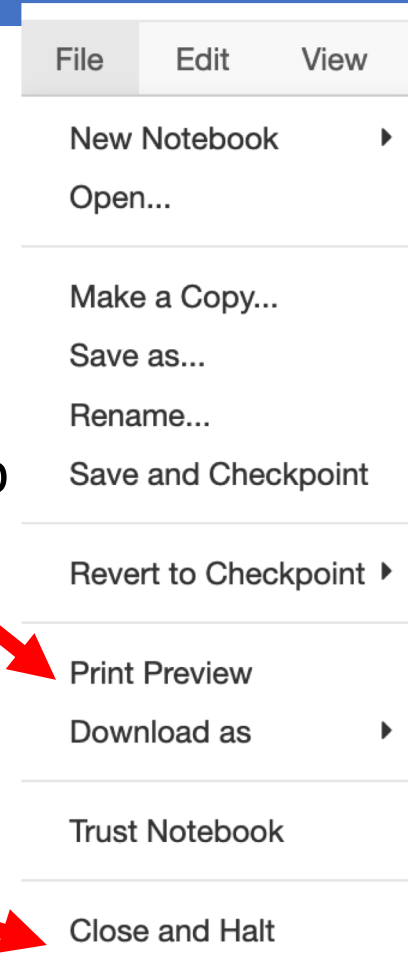 File Edit View
New Notebook
Open...
Make a Copy...
Save as...
Rename...
Save and Checkpoint
Revert to Checkpoint
Print Preview
Download as
Trust Notebook
Close and Halt